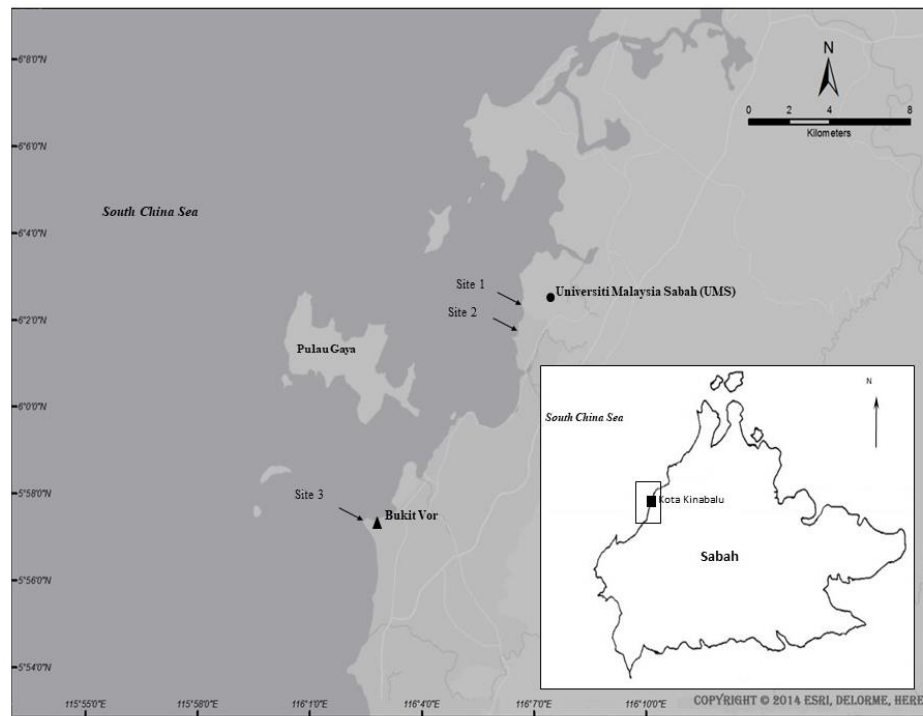 6°8'0"N
6°6'0"N
6°4'0"N
6°2'0"N
6°0'0"N
5°58'0"N
5°56'0"N
5°54'0"N
N
0 2 4 8
Kilometers
South China Sea
Site 1
Universiti Malaysia Sabah (UMS)
Site 2
Pulau Gaya
Site 3
Bukit Vor
South China Sea
N
Kota Kinabalu
Sabah
COPYRIGHT © 2014 ESRI, DELORME, HERE
115°55'0"E 115°58'0"E 116°1'0"E 116°4'0"E 116°7'0"E 116°0'0"E